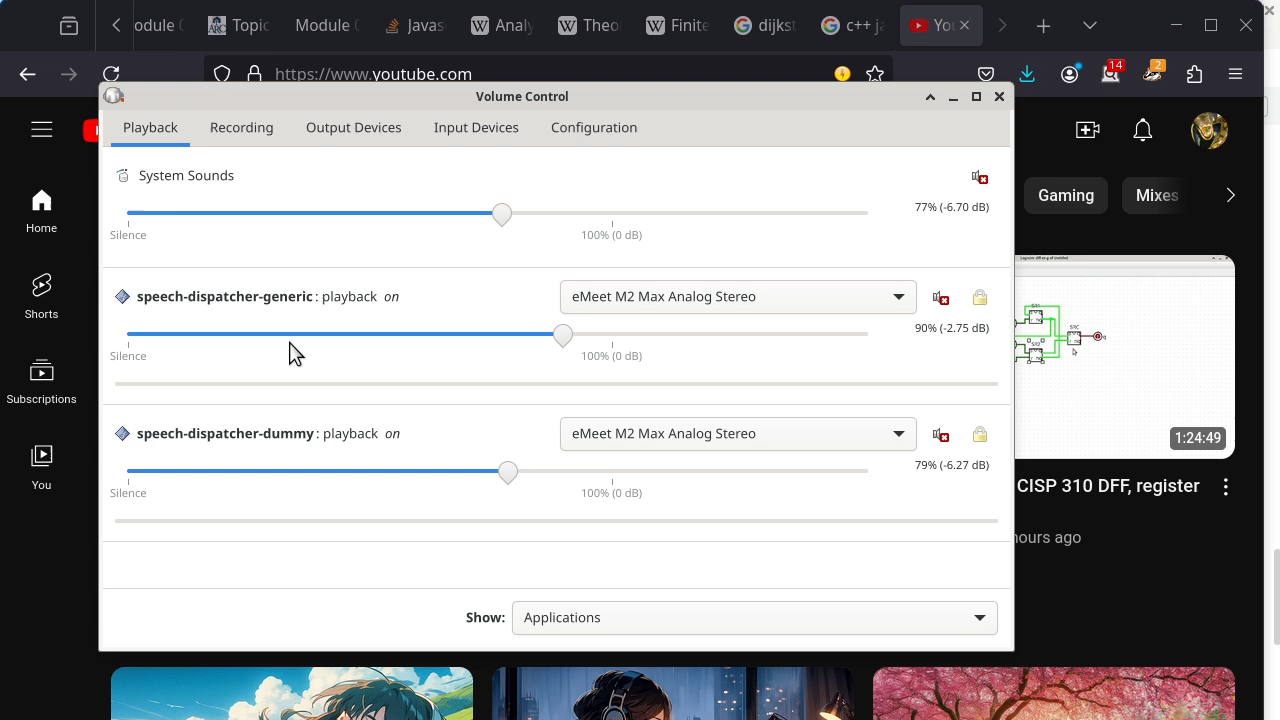 odule (
Topic
Module (
Javas
Analy
Theo
Finite
dijkst
c++ ja
You
https://www.youtube.com
14
2
Volume Control
Playback
Recording
Output Devices
Input Devices
Configuration
Home
Shorts
Subscriptions
You
Gaming
Mixes
System Sounds
77% (-6.70 dB)
Silence
100% (0 dB)
speech-dispatcher-generic : playback on
eMeet M2 Max Analog Stereo
90% (-2.75 dB)
Silence
100% (0 dB)
speech-dispatcher-dummy : playback on
eMeet M2 Max Analog Stereo
79% (-6.27 dB)
Silence
100% (0 dB)
Show:
Applications
1:24:49
CISP 310 DFF, register
hours ago